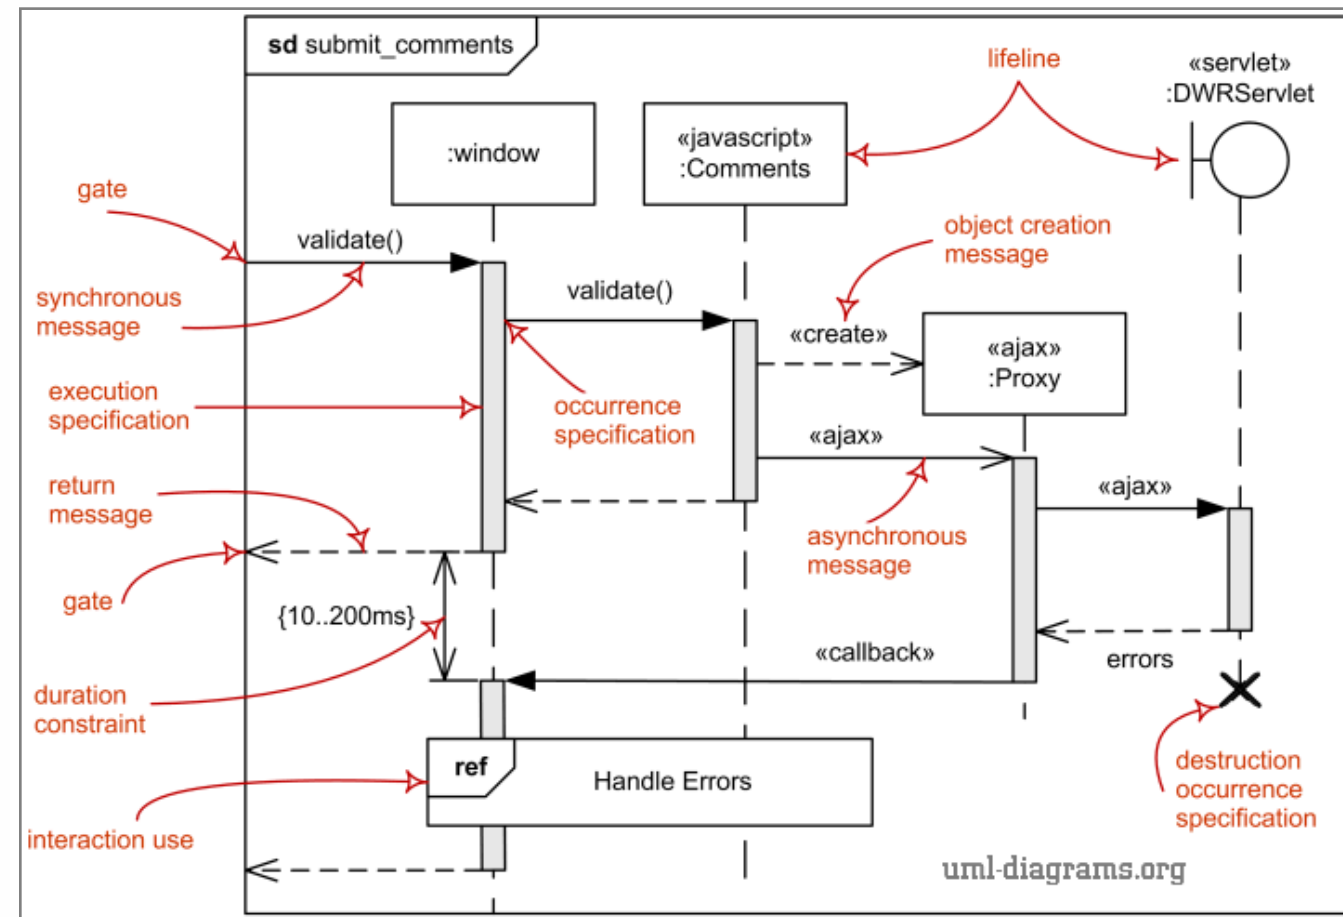 sd submit_comments
lifeline
«servlet»
:DWRServlet
:window
«javascript»
:Comments
gate
validate()
object creation
message
synchronous
message
validate()
«create»
«ajax»
:Proxy
execution
specification
occurrence
specification
«ajax»
return
message
«ajax»
asynchronous
message
gate
{10..200ms}
«callback»
errors
duration
constraint
ref
Handle Errors
destruction
occurrence
specification
interaction use
uml-diagrams.org